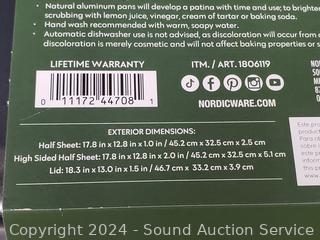 • Natural aluminum pans will develop a patina with time; to brighten
scrubbing with lemon juice, vinegar, cream of tartar or baking soda.
• Hand wash recommended with warm, soapy water.
• Automatic dishwasher use is not advised, as discoloration will occur from
discoloration is merely cosmetic and will not affect baking properties or s
LIFETIME WARRANTY
ITM. / ART. 1806119
0 11172 44708 1
NORDICWARE.COM
NOR
MI
EXTERIOR DIMENSIONS:
Half Sheet: 17.8 in x 12.8 in x 1.0 in / 45.2 cm x 32.5 cm x 2.5 cm
High Sided Half Sheet: 17.8 in x 12.8 in x 2.0 in / 45.2 cm x 32.5 cm x 5.1 cm
Lid: 18.3 in x 13.0 in x 1.5 in / 46.7 cm x 33.2 cm x 3.9 cm
Este pro
Copyright 2024 - Sound Auction Service